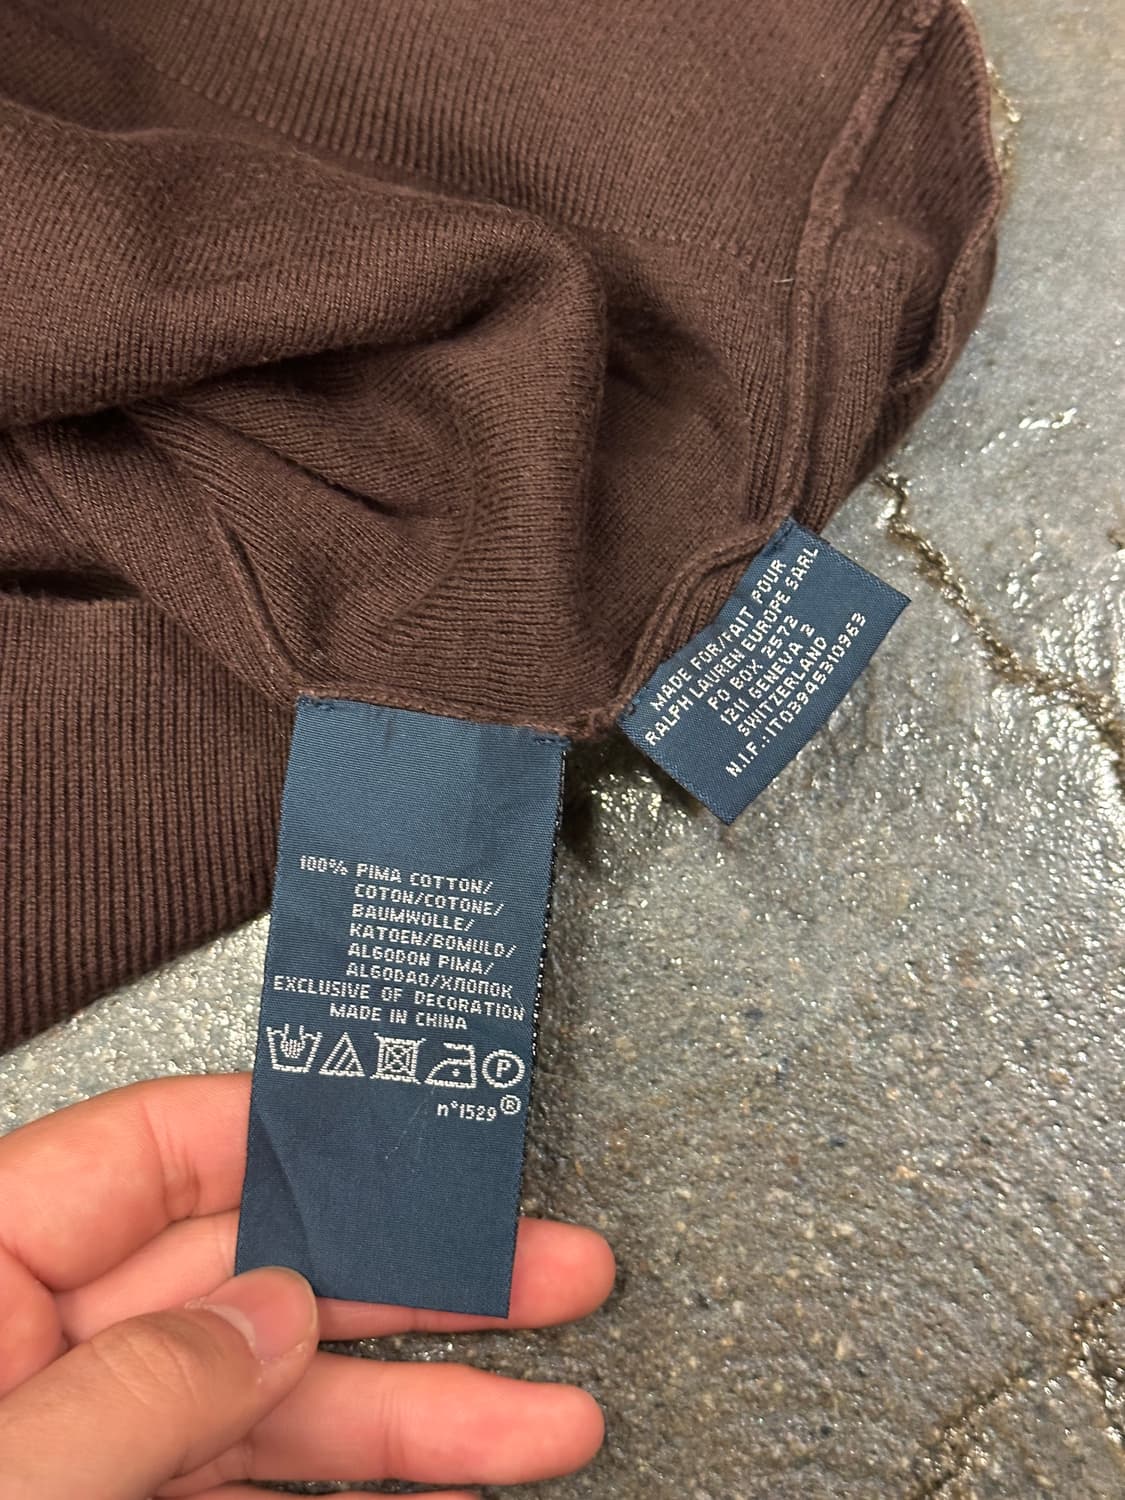 100% PIMA COTTON/
COTON/COTONE/
BAUMWOLLE/
KATOEN/BOMULD/
ALGODON PIMA/
ALGODAO/ХЛОПОК
EXCLUSIVE OF DECORATION
MADE IN CHINA
P
n°1529®
MADE FOR/FAIT POUR
RALPH LAUREN EUROPE SARL
PO BOX 2572
1211 GENEVA 2
SWITZERLAND
N.I.F.: IT03945310963